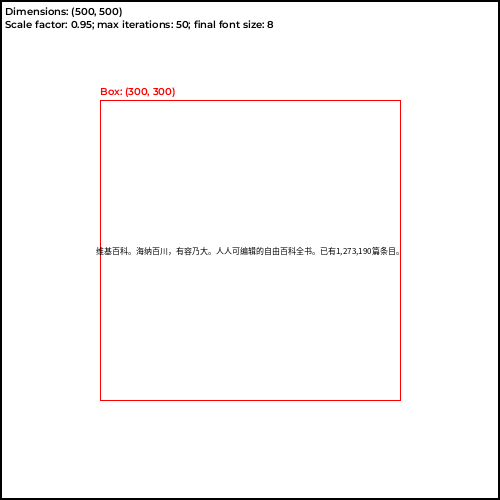 Dimensions: (500, 500)
Scale factor: 0.95; max iterations: 50; final font size: 8
Box: (300, 300)
维基百科。海纳百川，有容乃大。人人可编辑的自由百科全书。已有1,273,190篇条目。